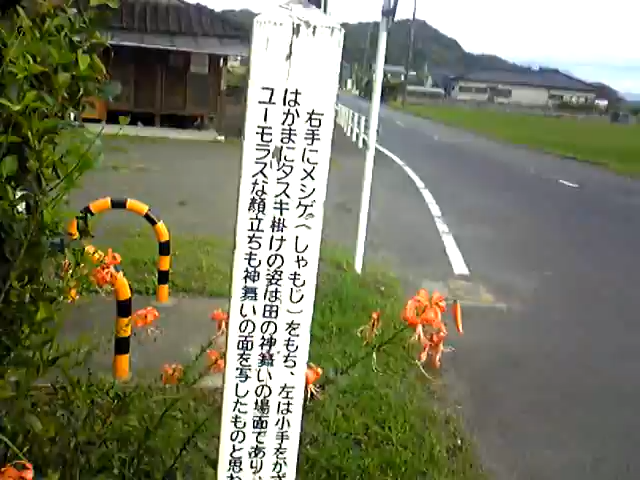 右手にメシゲ(しゃもじ)をもち、左は小手をかざ
はかまにタスキ掛けの姿は田の神舞いの場面であり、
ユーモラスな顔立ちも神舞いの面を写したものと思わ